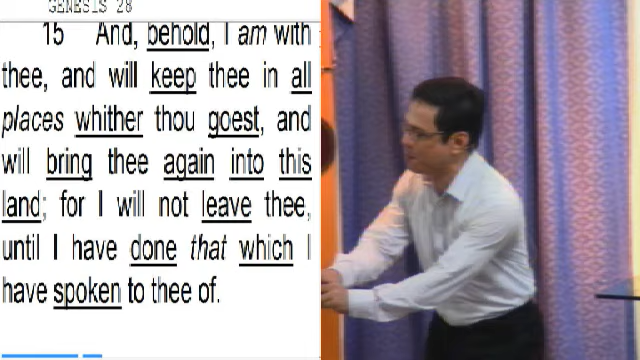 GENESIS 28
15 And, behold, I am with
thee, and will keep thee in all
places whither thou goest, and
will bring thee again into this
land; for I will not leave thee,
until I have done that which I
have spoken to thee of.